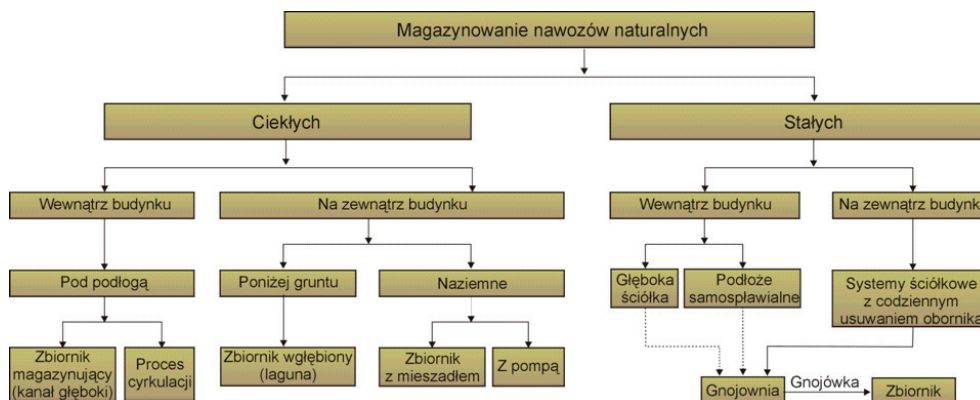 Magazynowanie nawozów naturalnych
Ciekłych
Stałych
Wewnątrz budynku
Na zewnątrz budynku
Wewnątrz budynku
Na zewnątrz budynk
Pod podłogą
Poniżej gruntu
Naziemne
Głęboka
ściółka
Podłoże
samospławialne
Systemy ściółkowe
z codziennym
usuwaniem obornika
Zbiornik
magazynujący
(kanał głęboki)
Proces
cyrkulacji
Zbiornik wgłębiony
(laguna)
Zbiornik
z mieszadłem
Z pompą
Gnojownia
Gnojówka
Zbiornik